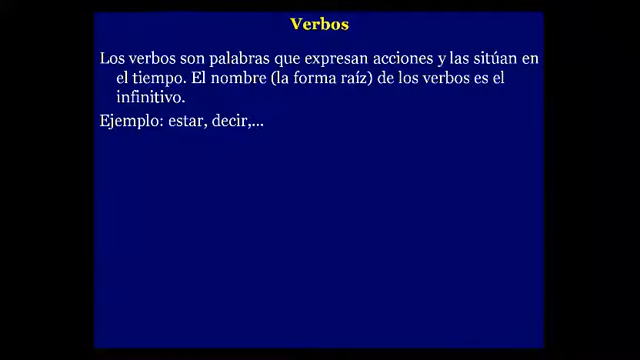 Verbos
Los verbos son palabras que expresan acciones y las sitúan en
el tiempo. El nombre (la forma raíz) de los verbos es el
infinitivo.
Ejemplo: estar, decir,...